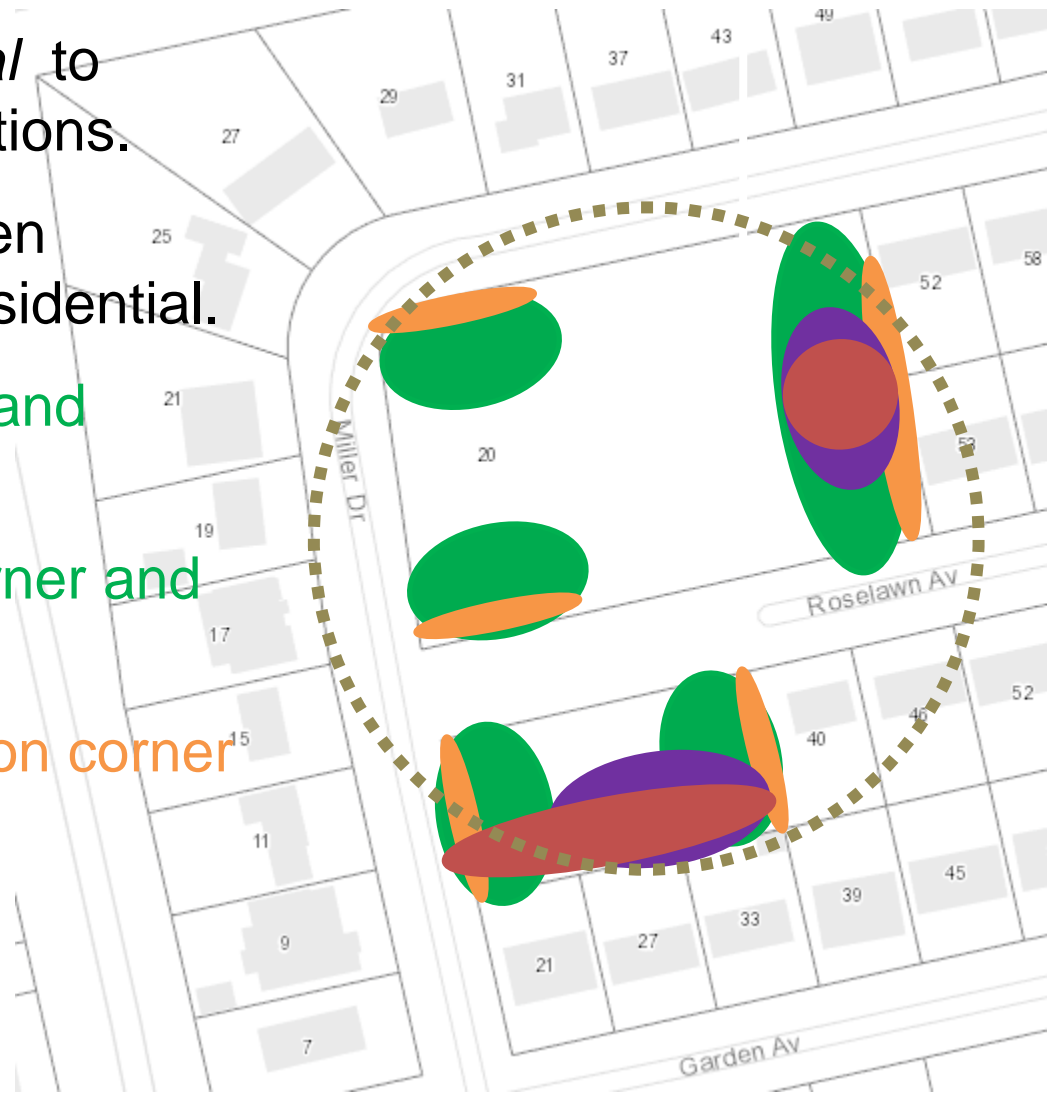 al to
tions.
en
sidential.
and
ner and
on corner
49
43
37
31
29
27
25
58
52
21
20
53
Miller Dr
19
Roselawn Av
17
52
46
40
15
11
45
39
33
27
21
9
7
Garden Av